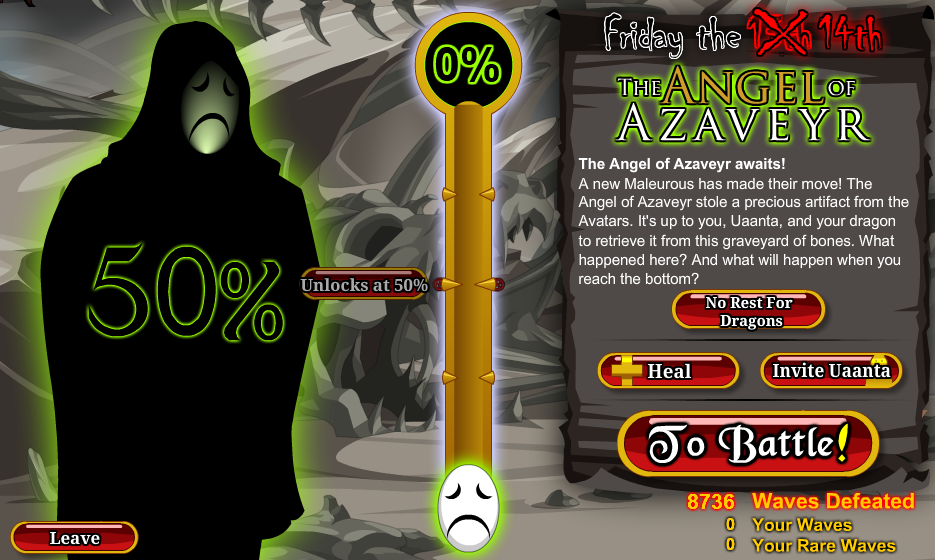 Friday the 13th 14th
THE ANGEL OF
AZAVEYR
The Angel of Azaveyr awaits!
A new Maleurous has made their move! The
Angel of Azaveyr stole a precious artifact from the
Avatars. It's up to you, Uaanta, and your dragon
to retrieve it from this graveyard of bones. What
happened here? And what will happen when you
reach the bottom?
No Rest For
Dragons
Heal
Invite Uaanta
To Battle!
8736 Waves Defeated
0 Your Waves
0 Your Rare Waves
0%
50%
Unlocks at 50%
Leave